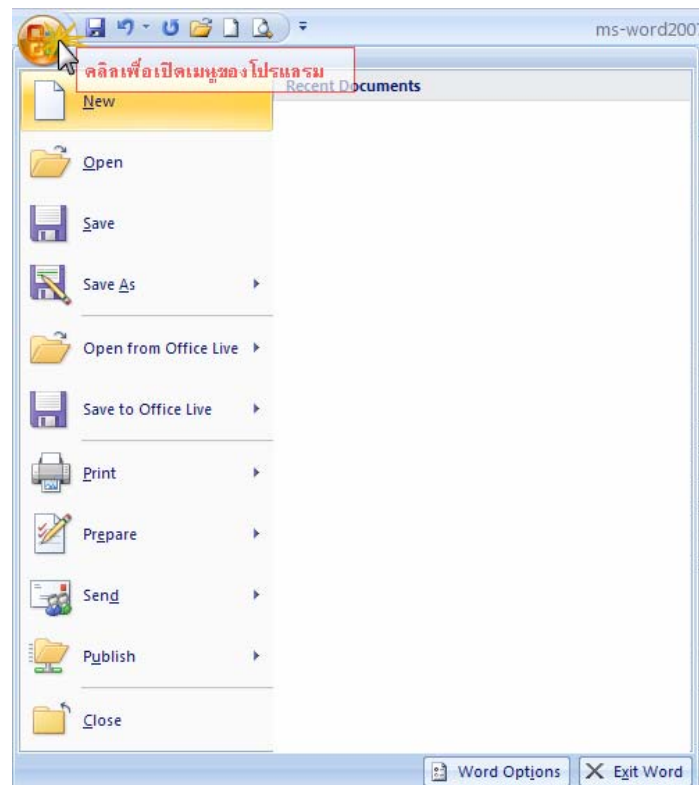 ms-word2007
คลิกเพื่อเปิดเมนูของโปรแกรม
Recent Documents
New
Open
Save
Save As
Open from Office Live
Save to Office Live
Print
Prepare
Send
Publish
Close
Word Options
Exit Word